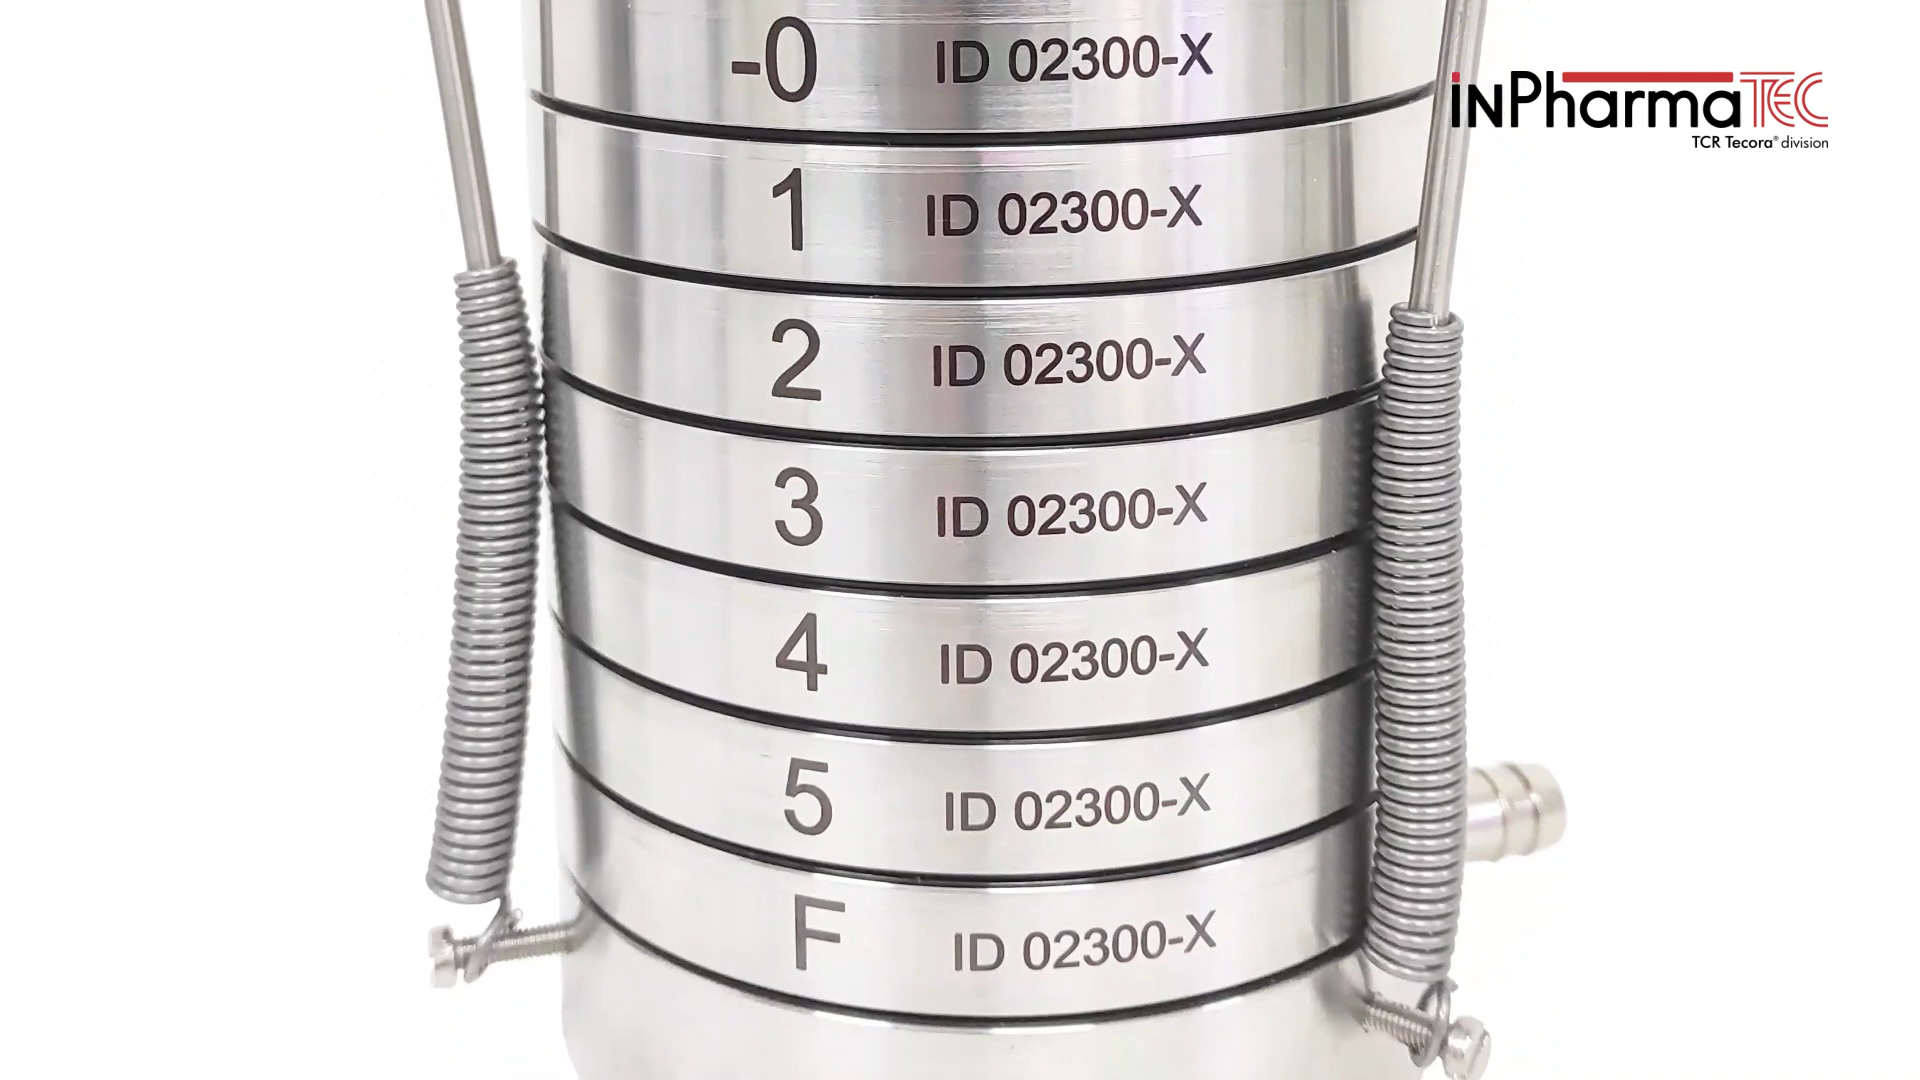 -0 ID 02300-X
iNPharmaTEC
TCR Tecora® division
1 ID 02300-X
2 ID 02300-X
3 ID 02300-X
4 ID 02300-X
5 ID 02300-X
F ID 02300-X